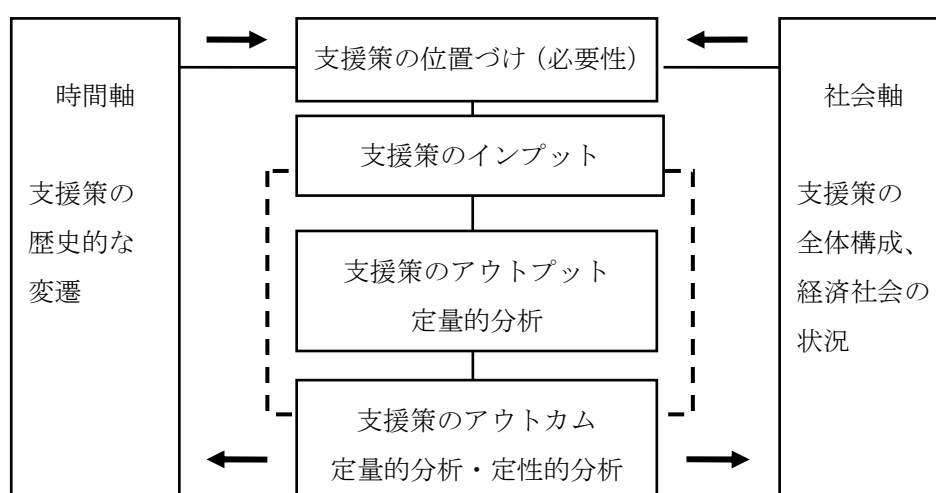 時間軸
支援策の
歴史的な
変遷
支援策の位置づけ（必要性）
支援策のインプット
支援策のアウトプット
定量的分析
支援策のアウトカム
定量的分析・定性的分析
社会軸
支援策の
全体構成、
経済社会の
状況